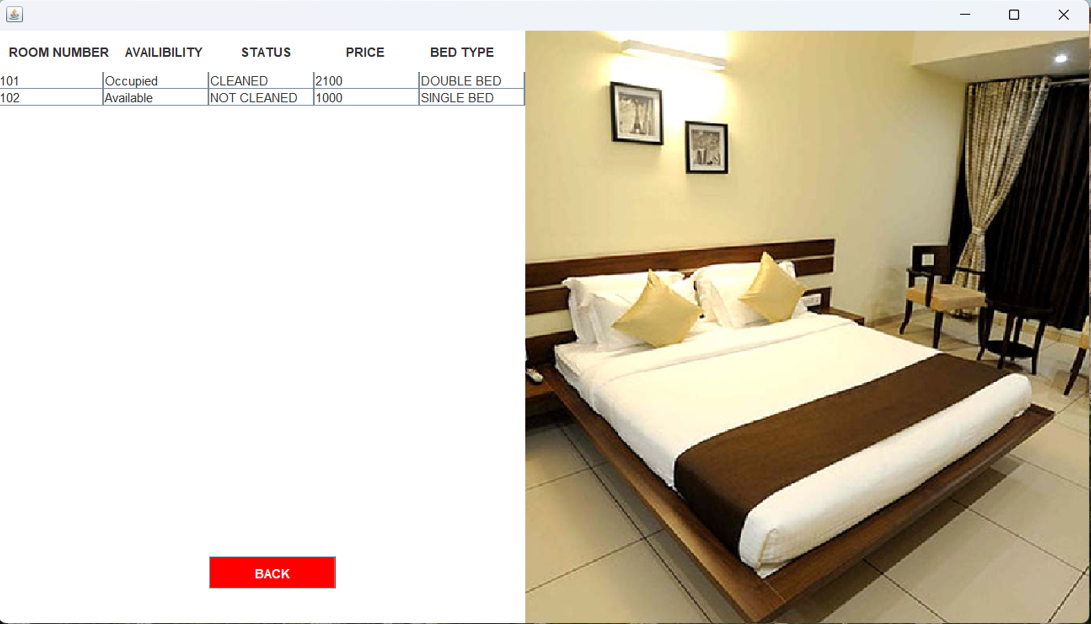 ROOM NUMBER AVAILIBILITY STATUS PRICE BED TYPE
101 Occupied CLEANED 2100 DOUBLE BED
102 Available NOT CLEANED 1000 SINGLE BED
BACK